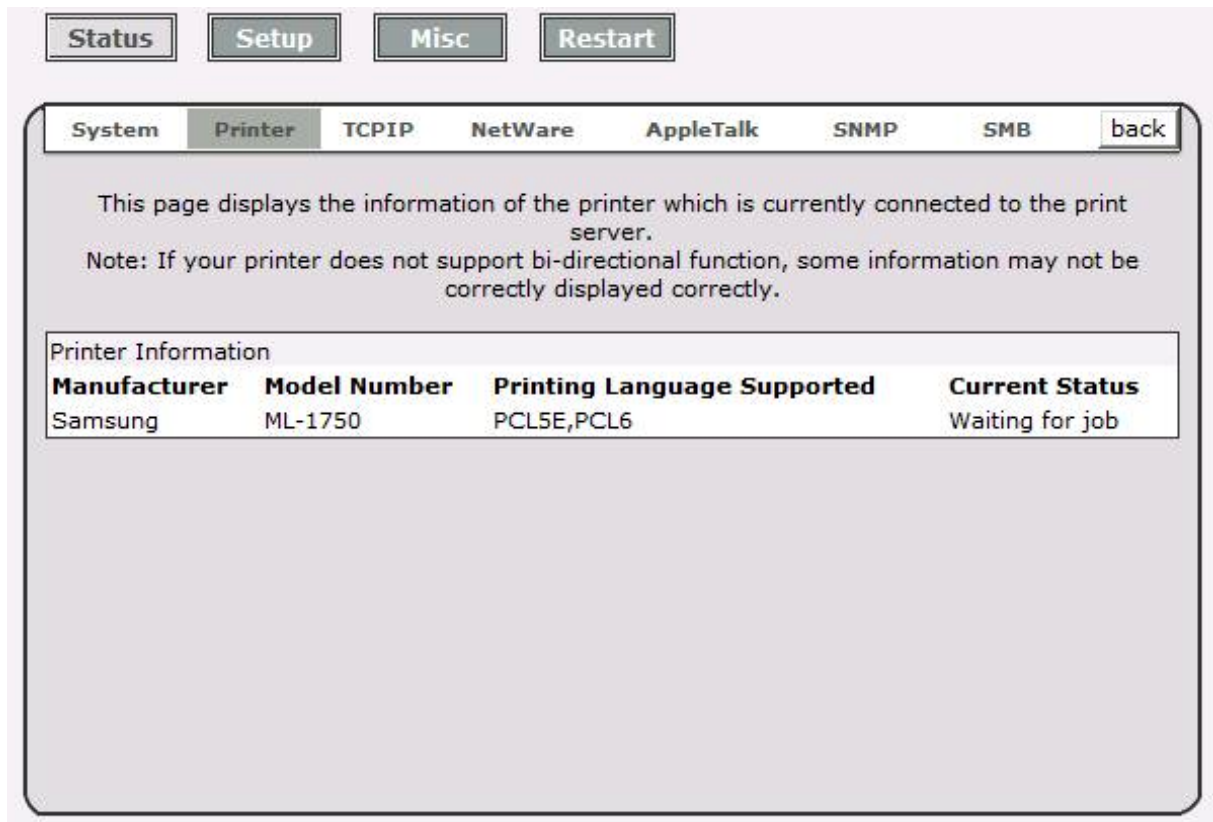 Status Setup Misc Restart
System Printer TCPIP NetWare AppleTalk SNMP SMB back
This page displays the information of the printer which is currently connected to the print
server.
Note: If your printer does not support bi-directional function, some information may not be
correctly displayed correctly.
Printer Information
Manufacturer Model Number Printing Language Supported Current Status
Samsung ML-1750 PCL5E,PCL6 Waiting for job